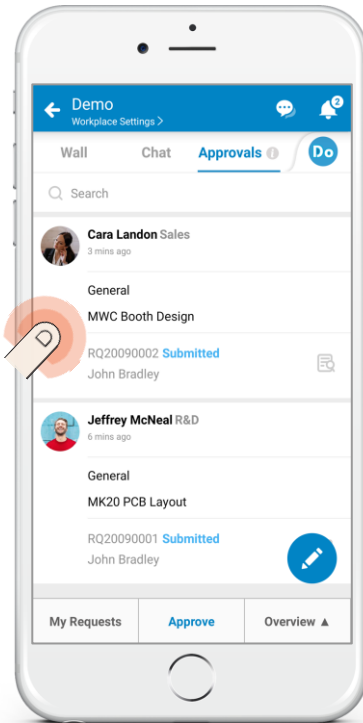 Demo
2
Workplace Settings >
Wall Chat Approvals i Do
Search
Cara Landon Sales
3 mins ago
General
MWC Booth Design
RQ20090002 Submitted
John Bradley
Jeffrey McNeal R&D
6 mins ago
General
MK20 PCB Layout
RQ20090001 Submitted
John Bradley
My Requests Approve Overview ▲